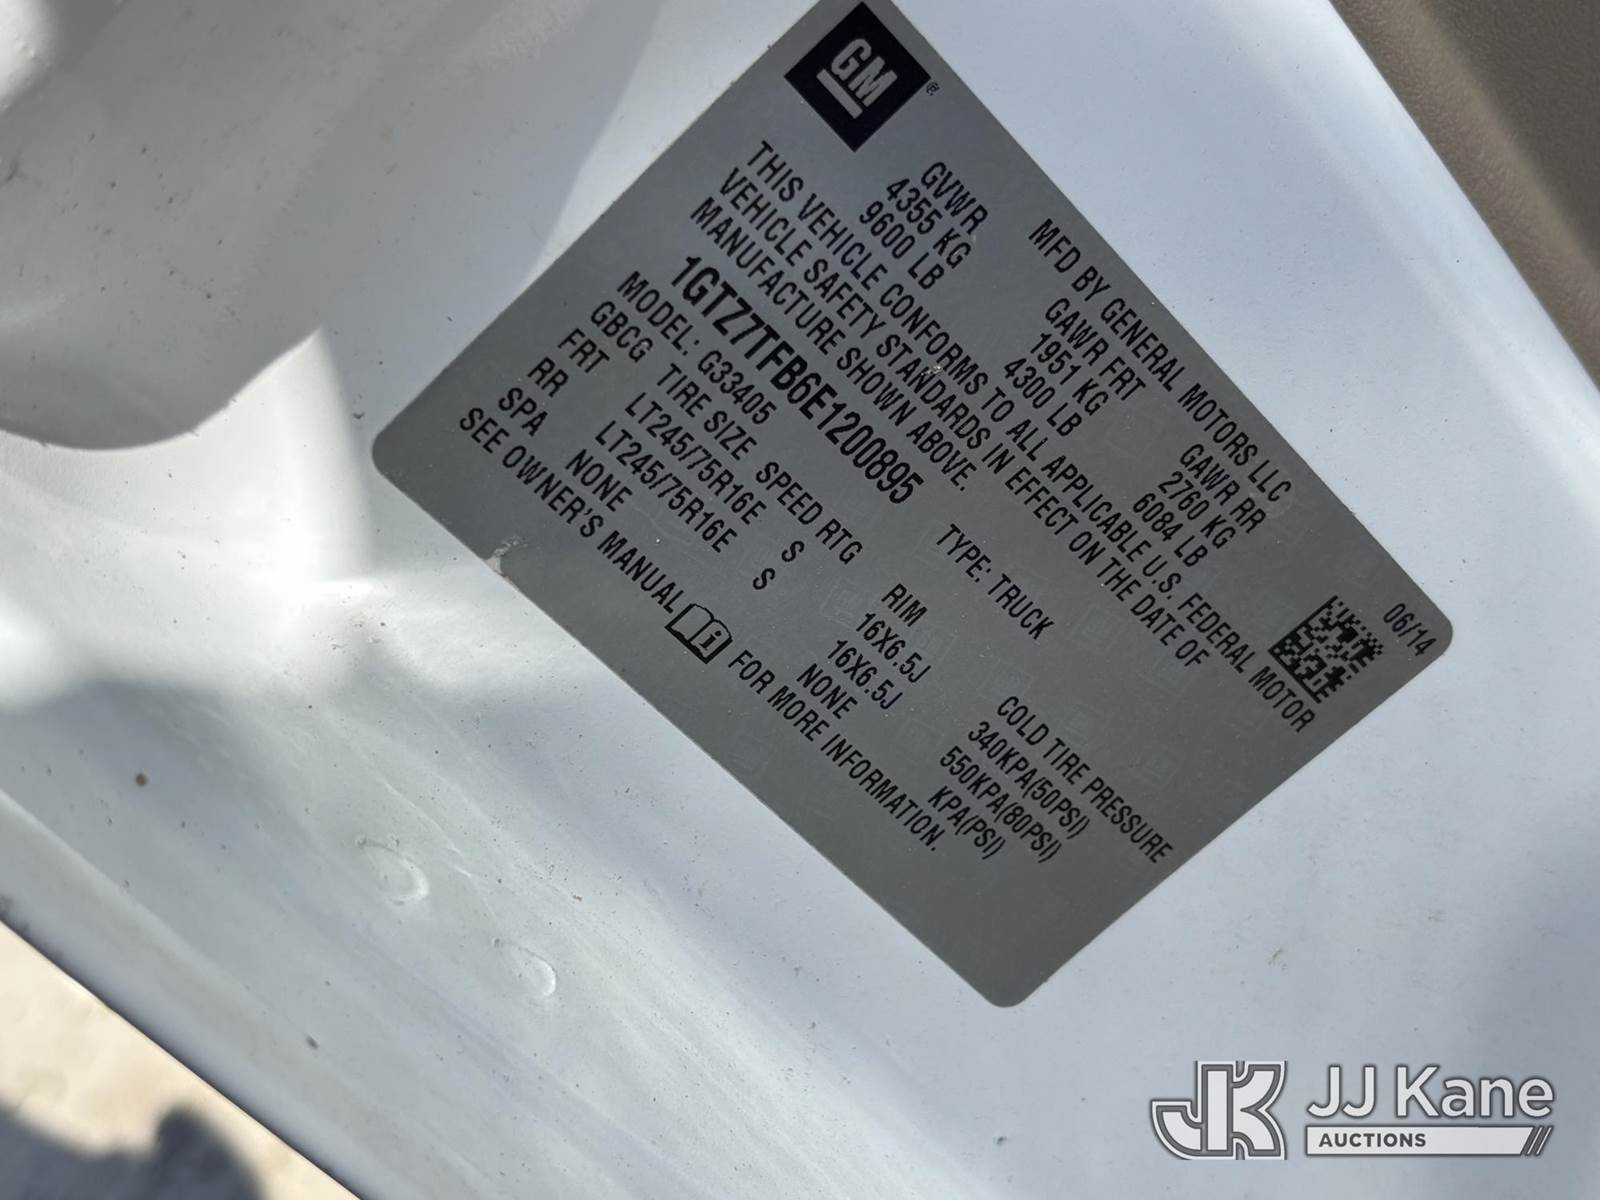 GM
®
MFD BY GENERAL MOTORS LLC 06/14
GVWR GAWR FRT GAWR RR
4355 KG 1951 KG 2760 KG
9600 LB 4300 LB 6084 LB
THIS VEHICLE CONFORMS TO ALL APPLICABLE U.S. FEDERAL MOTOR
VEHICLE SAFETY STANDARDS IN EFFECT ON THE DATE OF
MANUFACTURE SHOWN ABOVE.
1GTZ7TFB6E1200895 TYPE: TRUCK
MODEL: G33405
GBCG TIRE SIZE SPEED RTG RIM COLD TIRE PRESSURE
FRT LT245/75R16E S 16X6.5J 340KPA(50PSI)
RR LT245/75R16E S 16X6.5J 550KPA(80PSI)
SPA NONE NONE KPA(PSI)
SEE OWNER'S MANUAL i FOR MORE INFORMATION.
JK JJ Kane
AUCTIONS